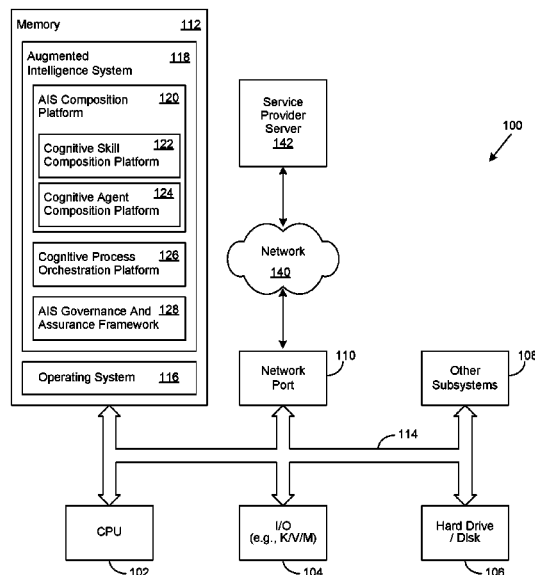 Memory 112
Augmented 118
Intelligence System
AIS Composition 120
Platform
Cognitive Skill 122
Composition Platform
Cognitive Agent 124
Composition Platform
Cognitive Process 126
Orchestration Platform
AIS Governance And 128
Assurance Framework
Operating System 116
Service
Provider
Server
142
100
Network
140
Network
Port
110
Other
Subsystems
108
114
CPU
102
I/O
(e.g., K/V/M)
104
Hard Drive
/ Disk
106